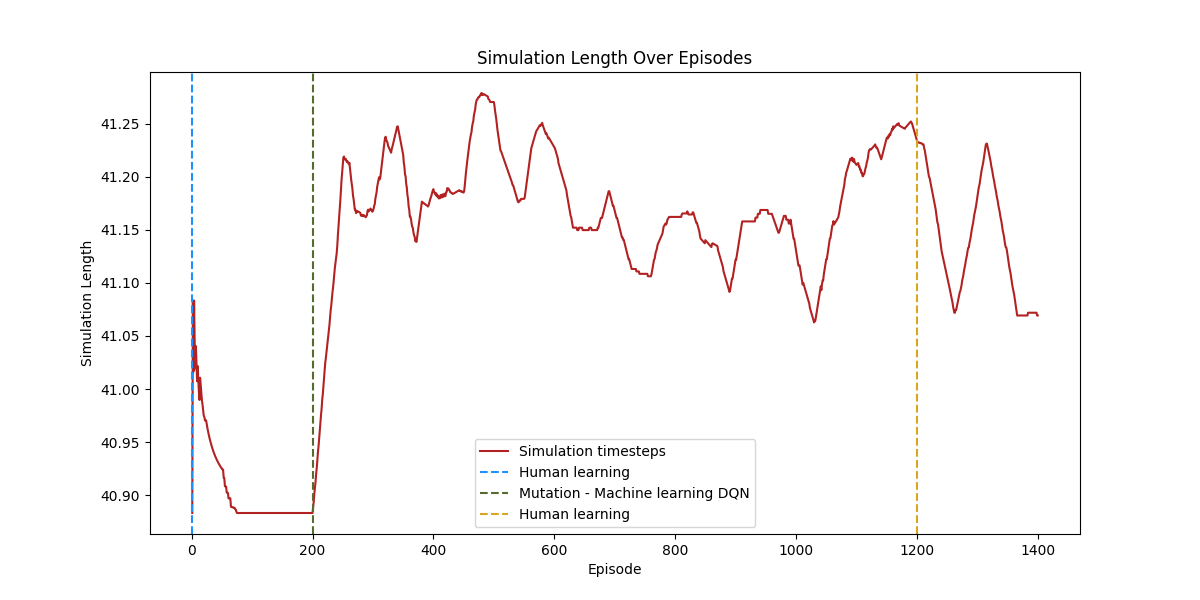 Simulation Length Over Episodes
Simulation Length
41.25
41.20
41.15
41.10
41.05
41.00
40.95
40.90
Simulation timesteps
Human learning
Mutation - Machine learning DQN
Human learning
0 200 400 600 800 1000 1200 1400
Episode